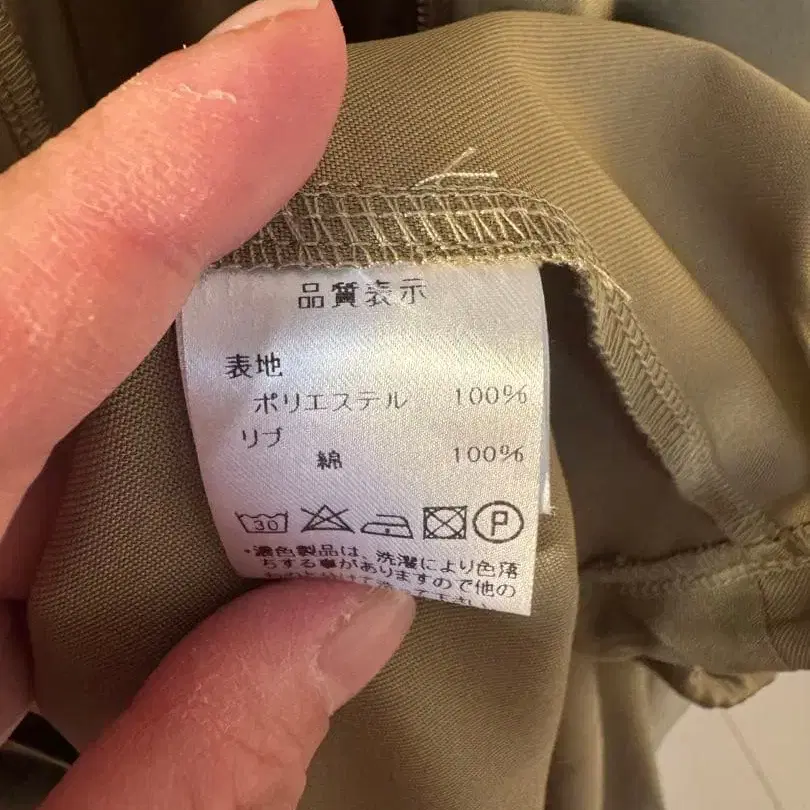 品質表示
表地
ポリエステル 100%
リブ
綿 100%
30 P
・濃色製品は、洗濯により色落
ちする事がありますので他の